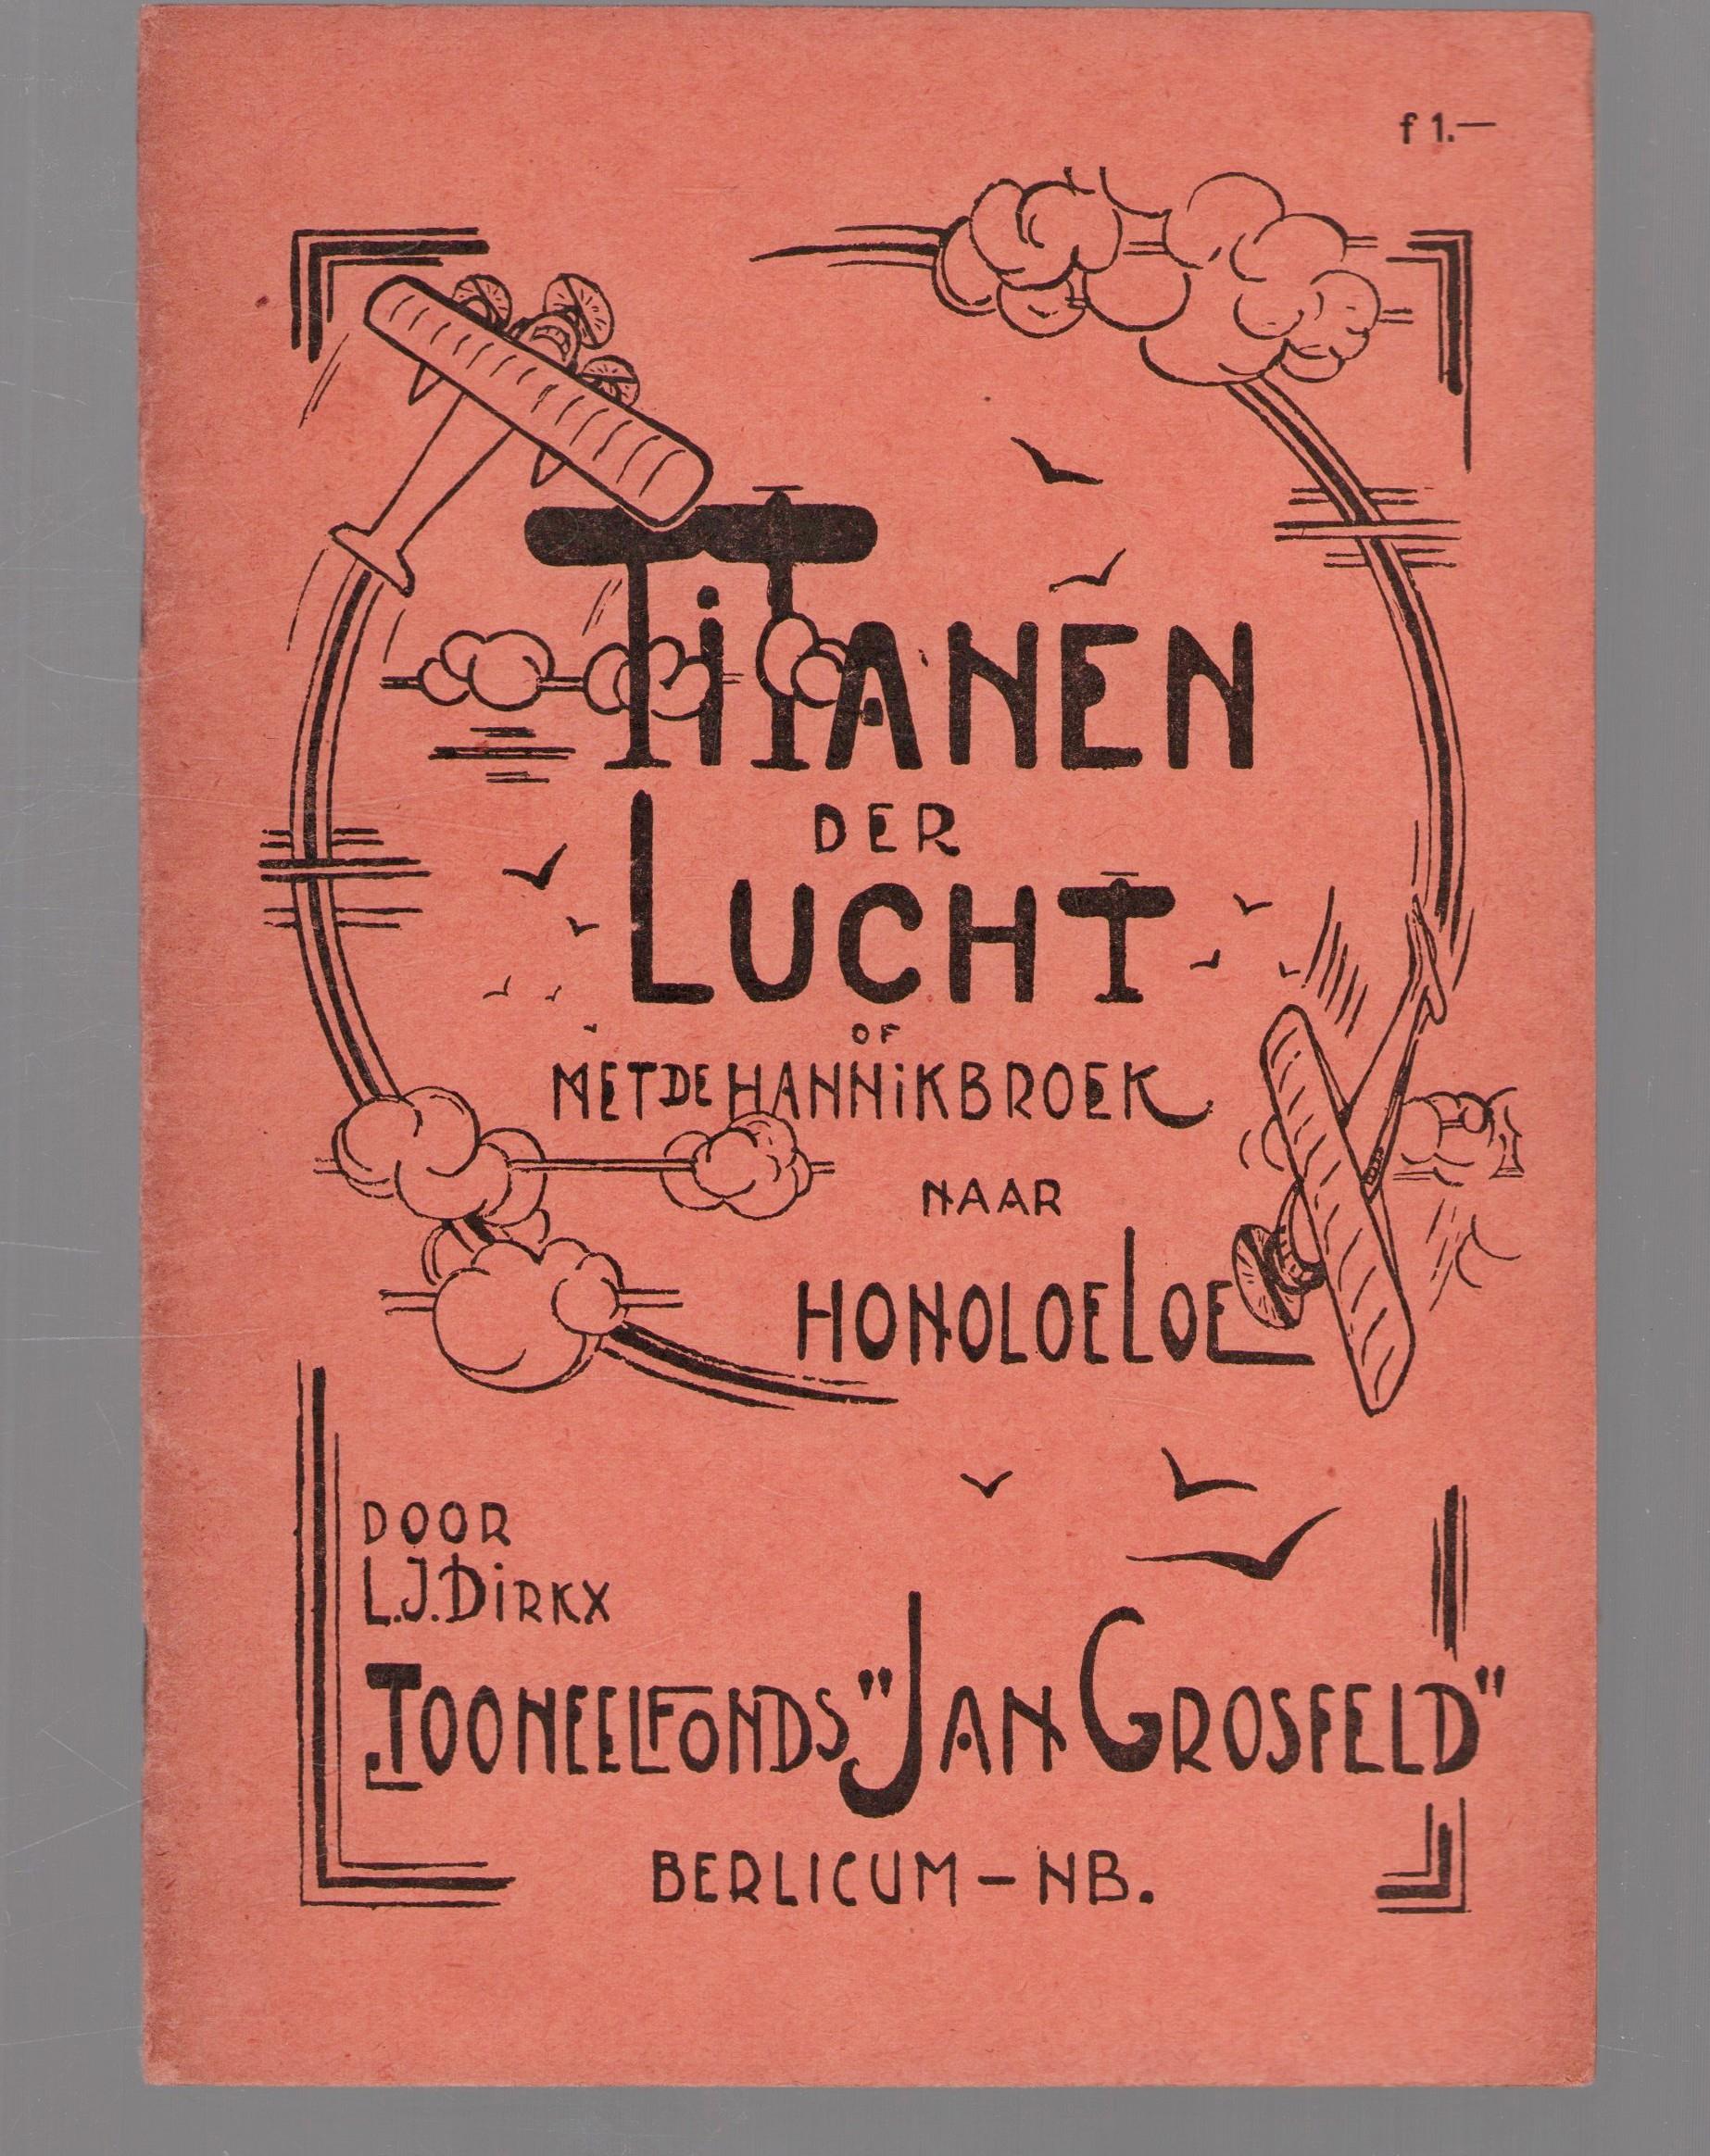 f 1.—
TiTANEN
DER
LUCHT
OF
MET DE HANNiKBROEK
NAAR
HONOLOELOE
DOOR
L.J. DiRKX
TOONEELFONDS "JAN GROSFELD"
BERLICUM – NB.